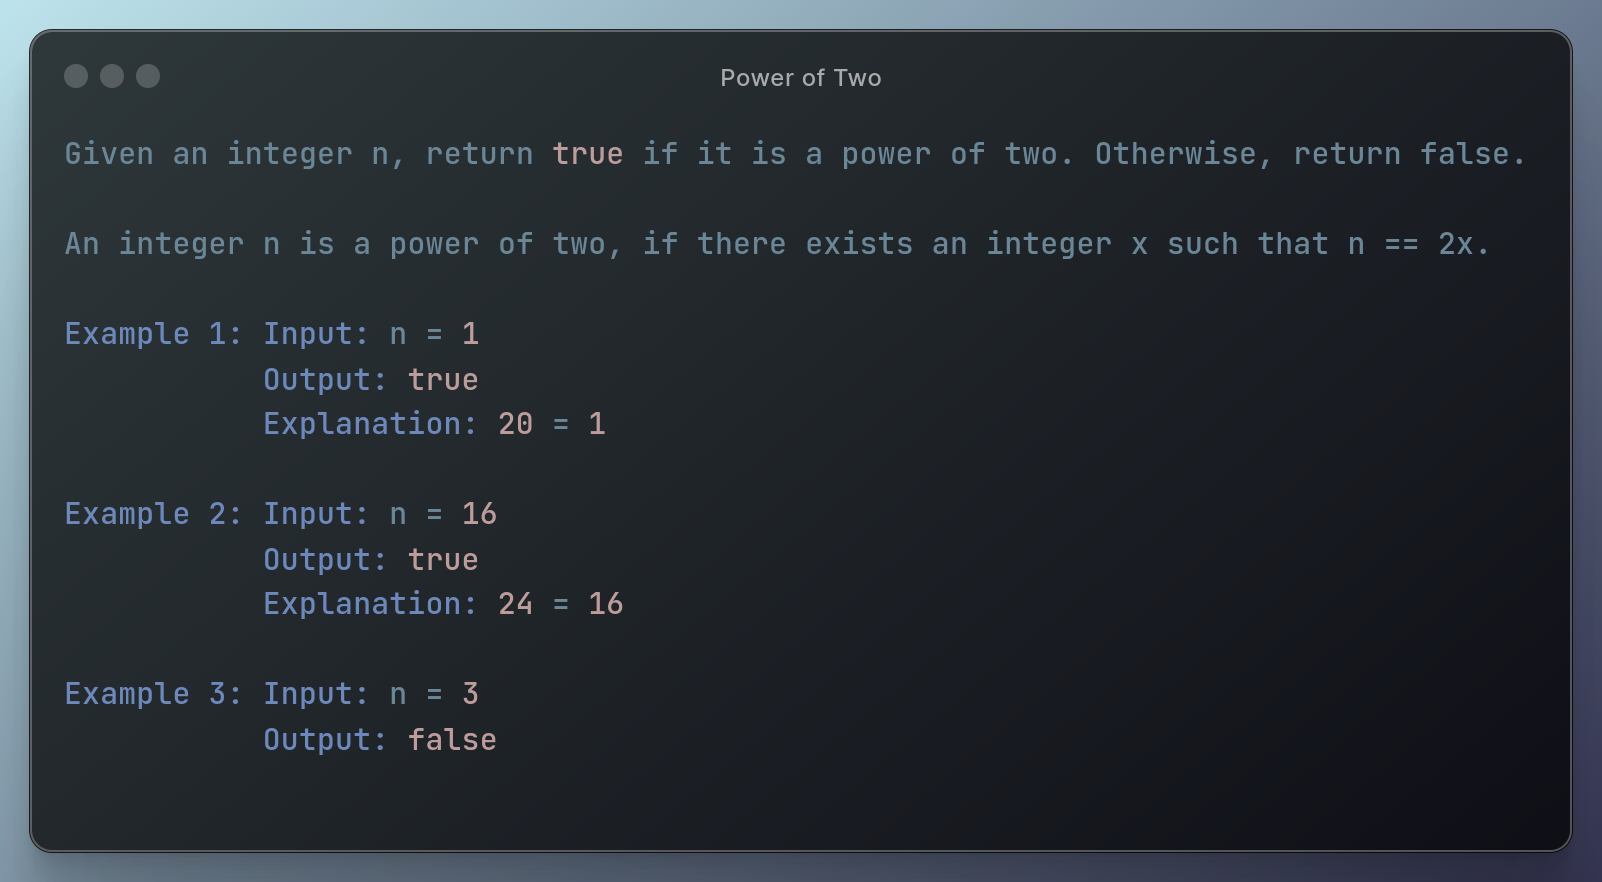 Power of Two
Given an integer n, return true if it is a power of two. Otherwise, return false.
An integer n is a power of two, if there exists an integer x such that n == 2x.
Example 1: Input: n = 1
Output: true
Explanation: 20 = 1
Example 2: Input: n = 16
Output: true
Explanation: 24 = 16
Example 3: Input: n = 3
Output: false